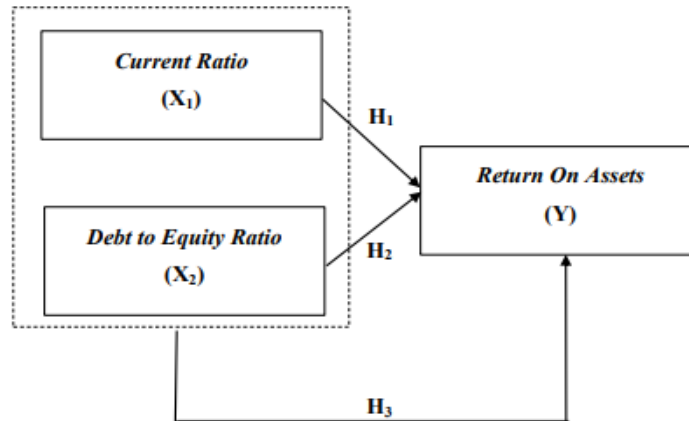 Current Ratio
(X₁)
H₁
Return On Assets
(Y)
Debt to Equity Ratio
(X₂)
H₂
H₃